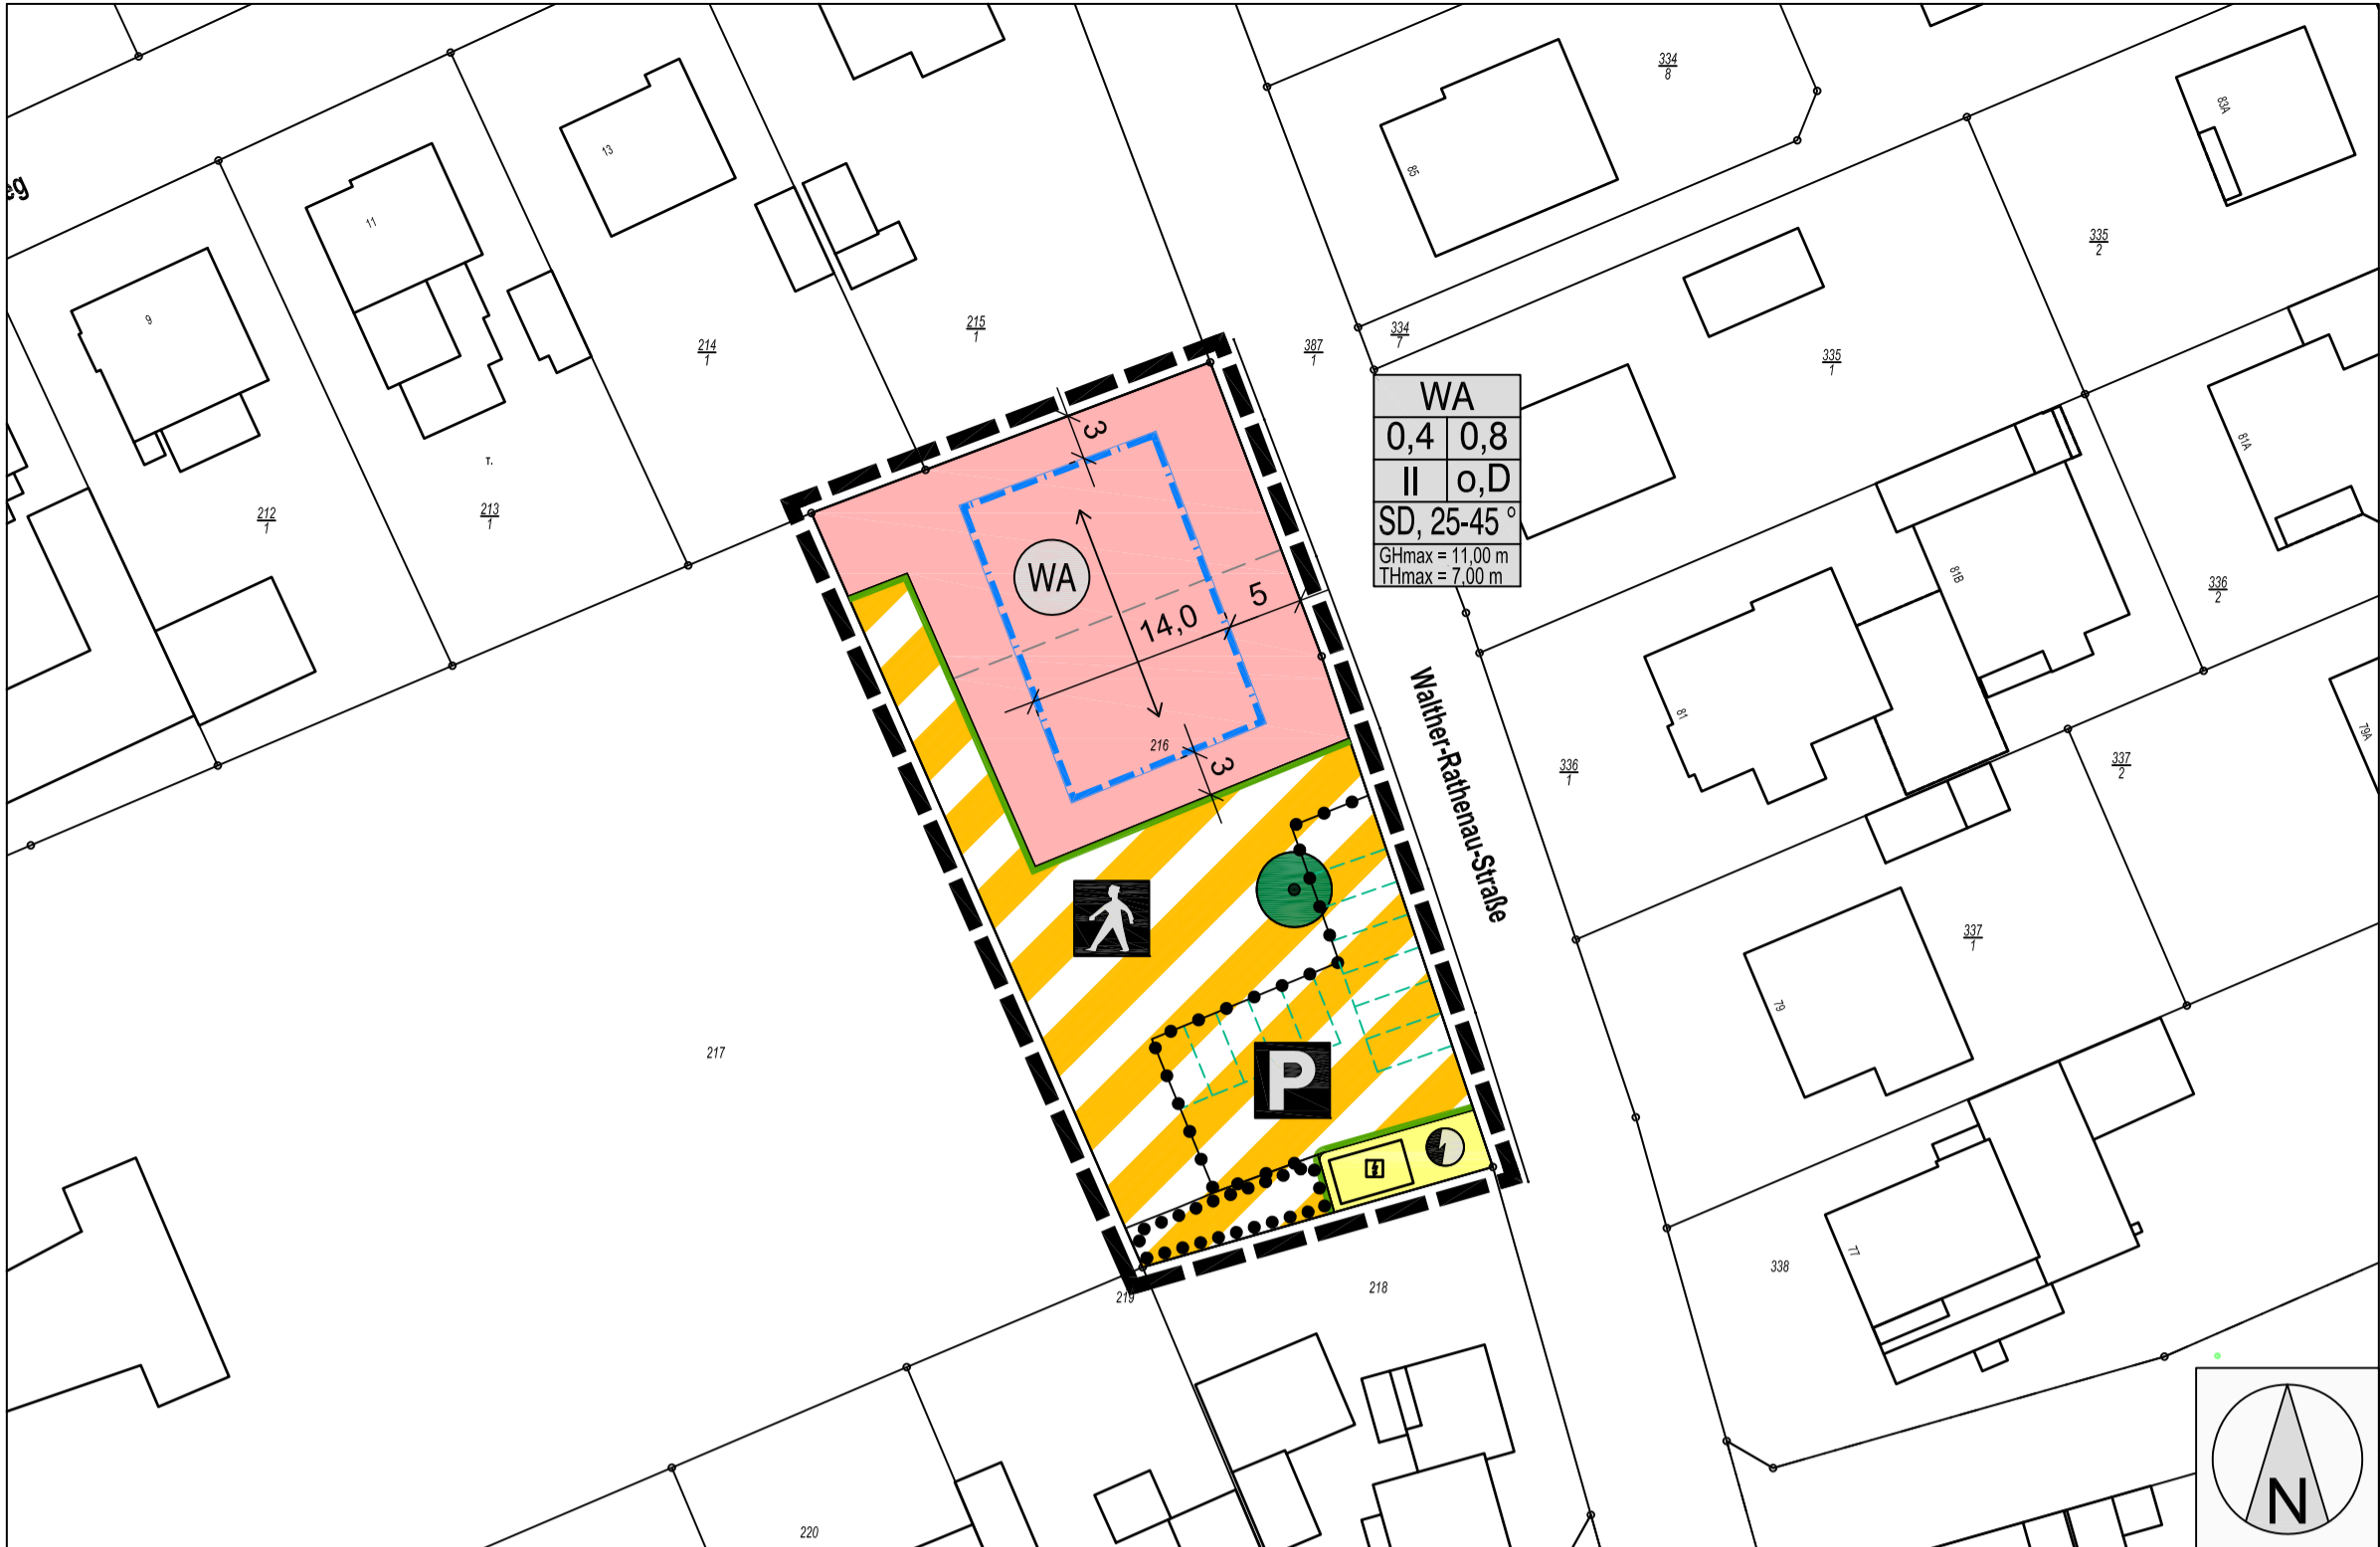 334
8
83A
13
85
eg
11
335
2
9
215
1
387
1
334
7
214
1
335
1
WA
0,4 0,8
II o,D
SD, 25-45 °
GHmax = 11,00 m
THmax = 7,00 m
3
81A
T.
212
1
213
1
WA
14,0
5
81B
336
2
216
3
Walther-Rathenau-Straße
81
336
1
337
2
79A
337
1
79
217
P
77
338
219
218
220
N